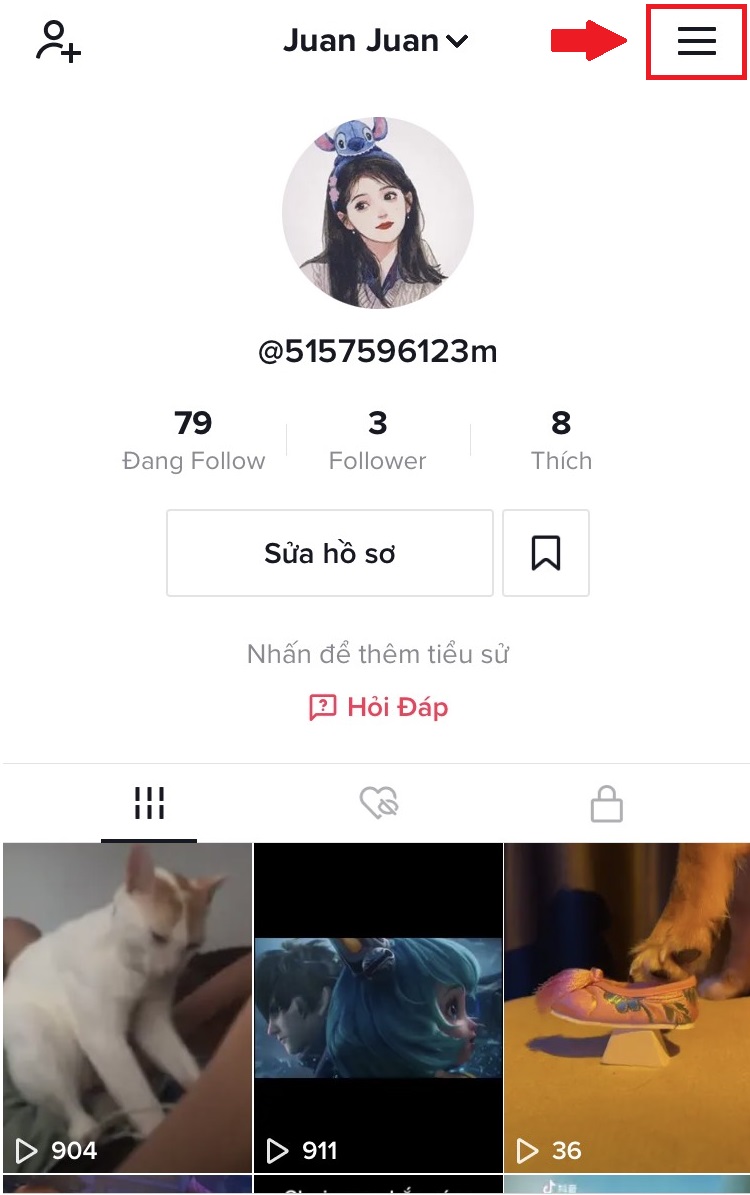 Juan Juan
@5157596123m
79 3 8
Đang Follow Follower Thích
Sửa hồ sơ
Nhấn để thêm tiểu sử
Hỏi Đáp
904 911 36